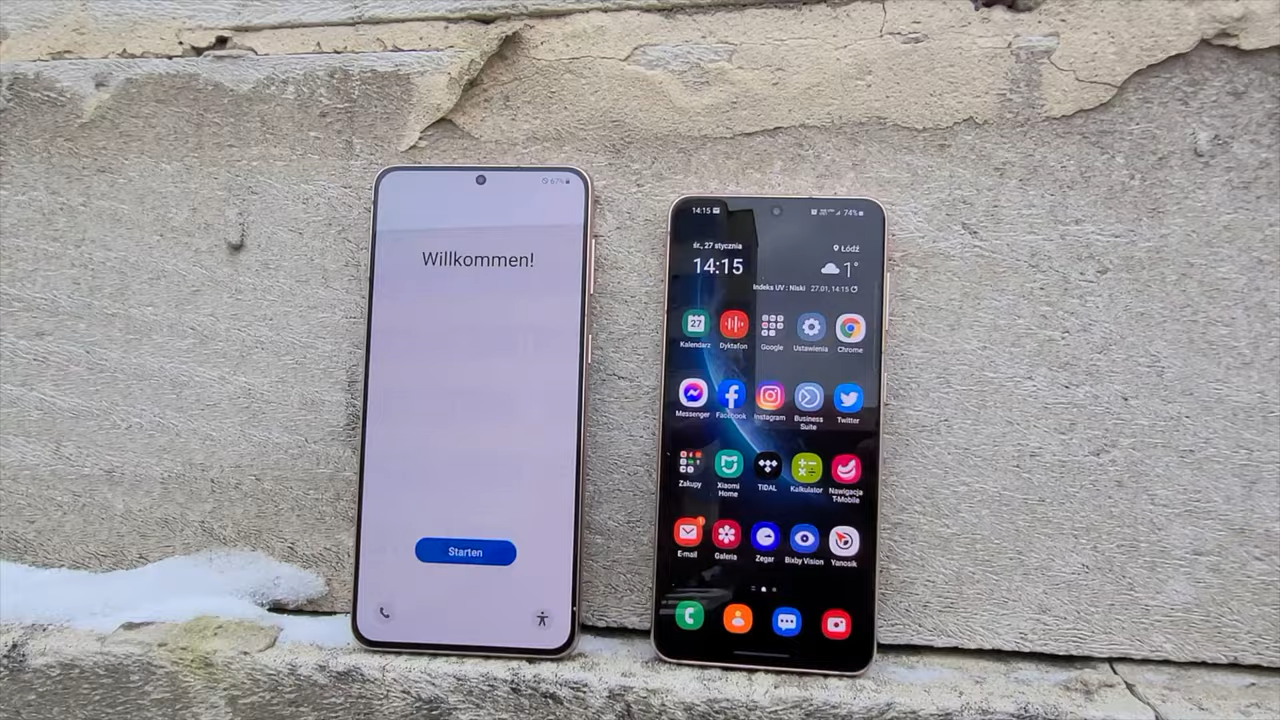 67%
Willkommen!
Starten
14:15
74%
śr., 27 stycznia
14:15
Łódź
1°
Indeks UV : Niski 27.01, 14:15
27
Kalendarz
Dyktafon
Google
Ustawienia
Chrome
Messenger
Facebook
Instagram
Business
Suite
Twitter
Zakupy
Xiaomi
Home
TIDAL
Kalkulator
Nawigacja
T-Mobile
E-mail
Galeria
Zegar
Bixby Vision
Yanosik